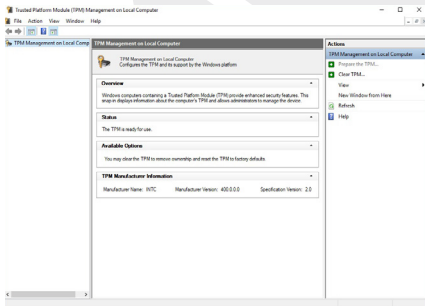 Trusted Platform Module (TPM) Management on Local Computer
File Action View Window Help
TPM Management on Local Comp
TPM Management on Local Computer
TPM Management on Local Computer
Configures the TPM and its support by the Windows platform
Overview
Windows computers containing a Trusted Platform Module (TPM) provide enhanced security features. This
snap-in displays information about the computer's TPM and allows administrators to manage the device.
Status
The TPM is ready for use.
Available Options
You may clear the TPM to remove ownership and reset the TPM to factory defaults.
TPM Manufacturer Information
Manufacturer Name: INTC Manufacturer Version: 400.0.0.0 Specification Version: 2.0
Actions
TPM Management on Local Computer
Prepare the TPM...
Clear TPM...
View
New Window from Here
Refresh
Help